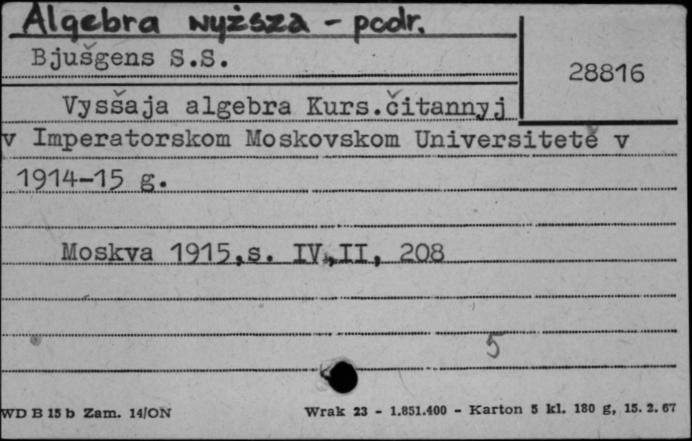 Algebra wyższa - podr.
Bjušgens S.S.
28816
Vysšaja algebra Kurs.čitannyj
v Imperatorskom Moskovskom Universitetě v
1914-15 g.
Moskva 1915,s. IV,II, 208
5
WD B 15 b Zam. 14/ON
Wrak 23 - 1.851.400 - Karton 5 kl. 180 g, 15. 2. 67